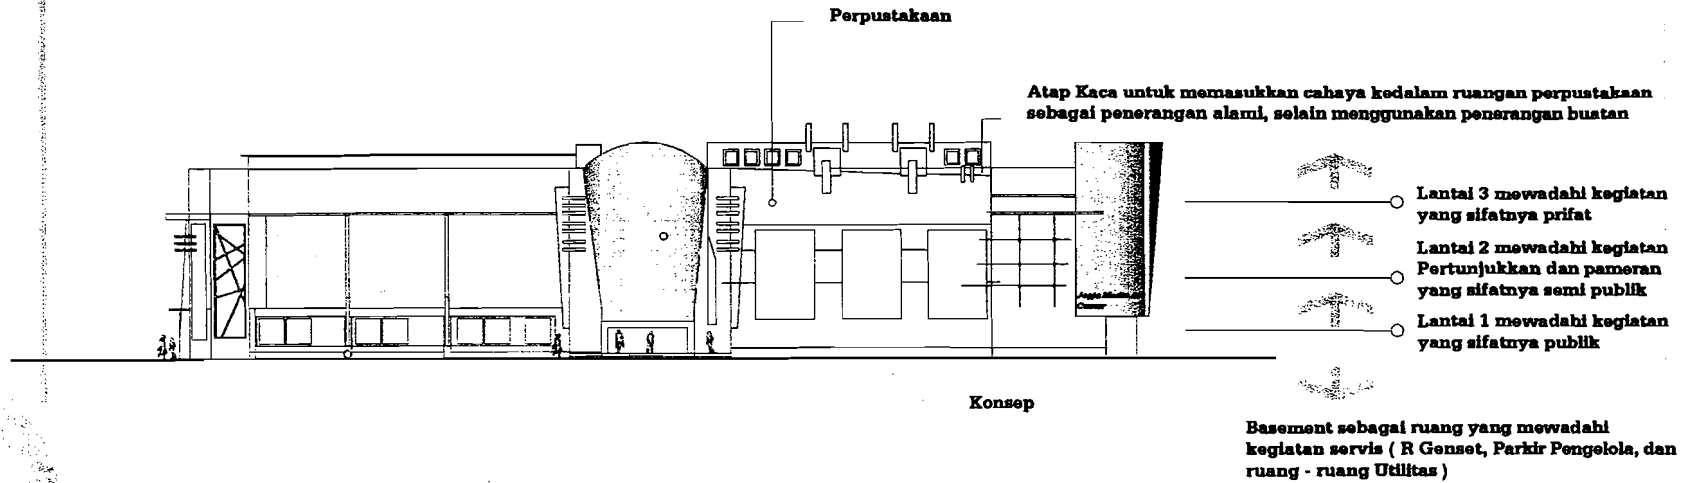 Perpustakaan
Atap Kaca untuk memasukkan cahaya kedalam ruangan perpustakaan
sebagai penerangan alami, selain menggunakan penerangan buatan
Lantai 3 mewadahi kegiatan
yang sifatnya prifat
Lantai 2 mewadahi kegiatan
Pertunjukkan dan pameran
yang sifatnya semi publik
Lantai 1 mewadahi kegiatan
yang sifatnya publik
Konsep
Basement sebagai ruang yang mewadahi
kegiatan servis ( R Genset, Parkir Pengelola, dan
ruang - ruang Utilitas )